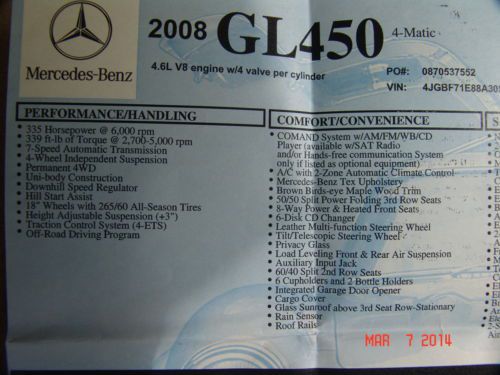 2008 GL450 4-Matic
Mercedes-Benz
4.6L V8 engine w/4 valve per cylinder
PO#: 0870537552
VIN: 4JGBF71E88A30
PERFORMANCE/HANDLING
335 Horsepower @ 6,000 rpm
339 ft-lb of Torque @ 2,700-5,000 rpm
7-Speed Automatic Transmission
4-Wheel Independent Suspension
Permanent 4WD
Uni-body Construction
Downhill Speed Regulator
Hill Start Assist
18" Wheels with 265/60 All-Season Tires
Height Adjustable Suspension (+3")
Traction Control System (4-ETS)
Off-Road Driving Program
COMFORT/CONVENIENCE
COMAND System w/AM/FM/WB/CD
Player (available w/SAT Radio
and/or Hands-free communication System
only if listed as optional equipment)
A/C with 2-Zone Automatic Climate Control
Mercedes-Benz Tex Upholstery
Brown Birds-eye Maple Wood Trim
50/50 Split Power Folding 3rd Row Seats
8-Way Power & Heated Front Seats
6-Disk CD Changer
Leather Multi-function Steering Wheel
Tilt/Telescopic Steering Wheel
Privacy Glass
Load Leveling Front & Rear Air Suspension
Auxiliary Input Jack
60/40 Split 2nd Row Seats
6 Cupholders and 2 Bottle Holders
Integrated Garage Door Opener
Cargo Cover
Glass Sunroof above 3rd Seat Row-Stationary
Rain Sensor
Roof Rails
MAR 7 2014